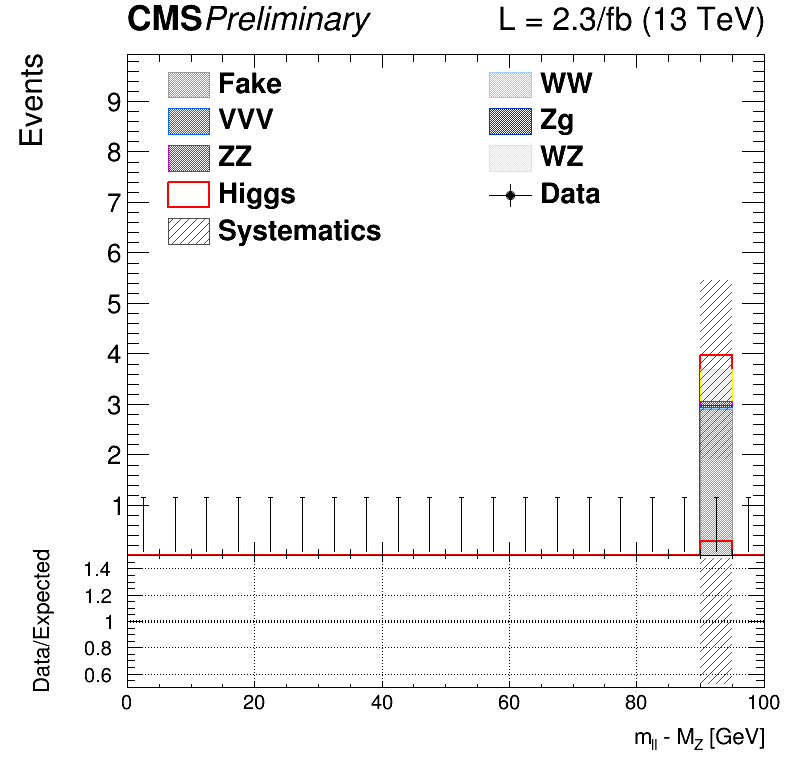 CMS Preliminary L = 2.3/fb (13 TeV)
Events
Fake WW
VVV Zg
ZZ WZ
Higgs Data
Systematics
9
8
7
6
5
4
3
2
1
Data/Expected
1.4
1.2
1
0.8
0.6
0 20 40 60 80 100
m_ll - M_Z [GeV]